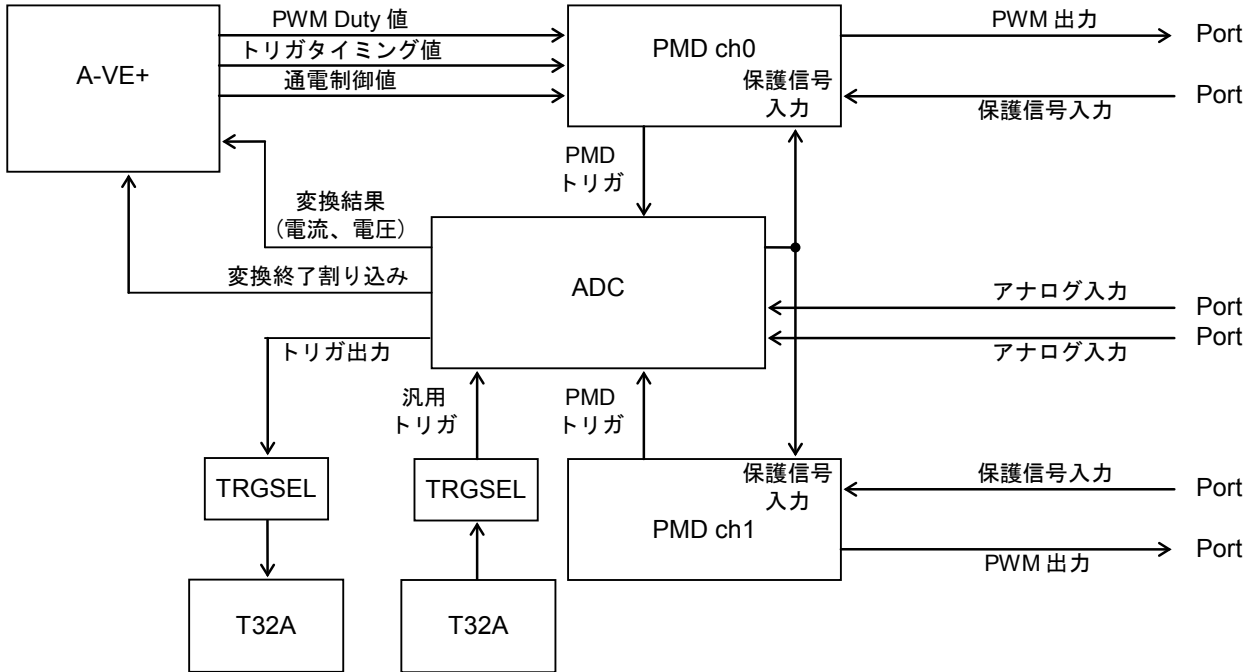 PWM Duty 値
トリガタイミング値
通電制御値
A-VE+
PMD ch0
保護信号
入力
PWM 出力
Port
保護信号入力
Port
PMD
トリガ
変換結果
(電流、電圧)
変換終了割り込み
ADC
アナログ入力
Port
アナログ入力
Port
トリガ出力
汎用
トリガ
PMD
トリガ
TRGSEL
TRGSEL
保護信号
入力
PMD ch1
保護信号入力
Port
PWM 出力
Port
T32A
T32A